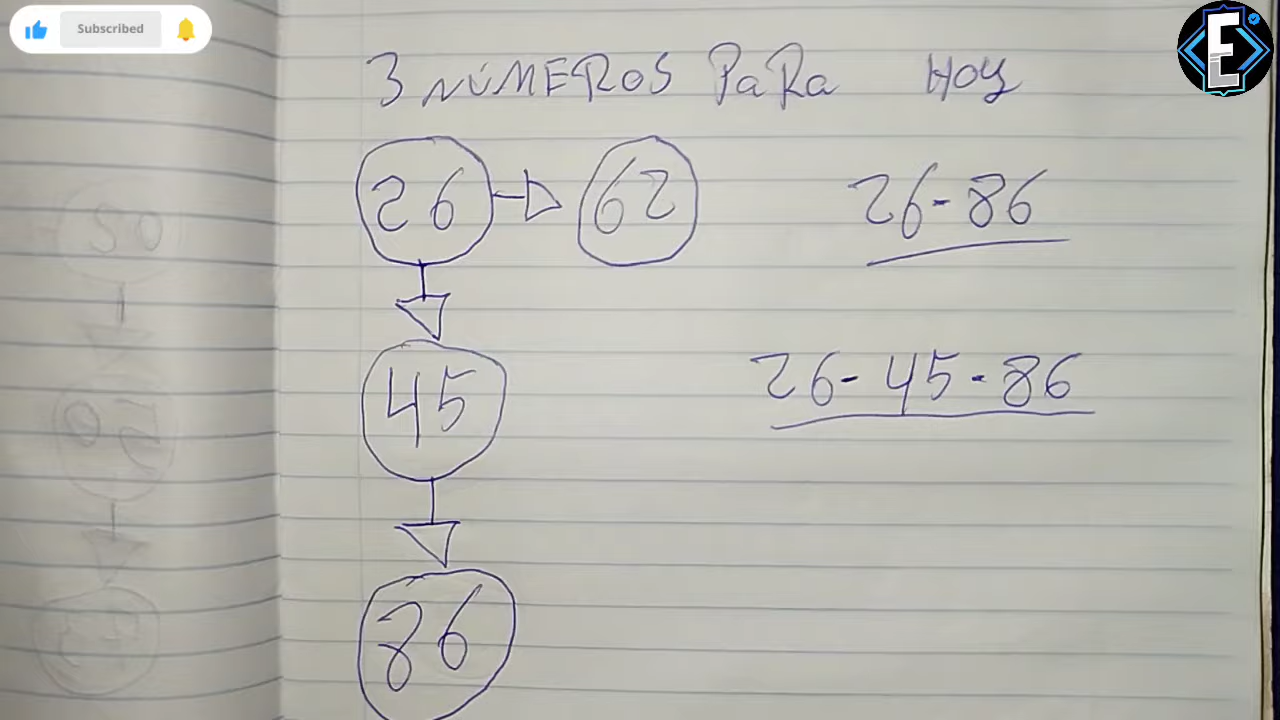 Subscribed
E
3 NÚMEROS PaRa HOY
26 62 26-86
45 26-45-86
86